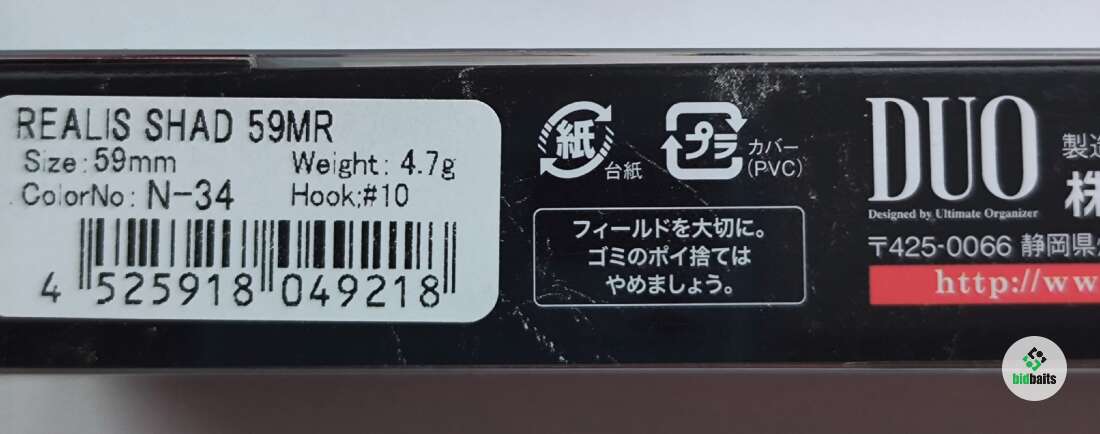 REALIS SHAD 59MR
Size:59mm Weight: 4.7g
ColorNo: N-34 Hook;#10
4 525918 049218
紙
台紙
プラ
カバー
(PVC)
フィールドを大切に。
ゴミのポイ捨ては
やめましょう。
DUO
Designed by Ultimate Organizer
製造
株
〒425-0066 静岡県
http://ww
bidbaits